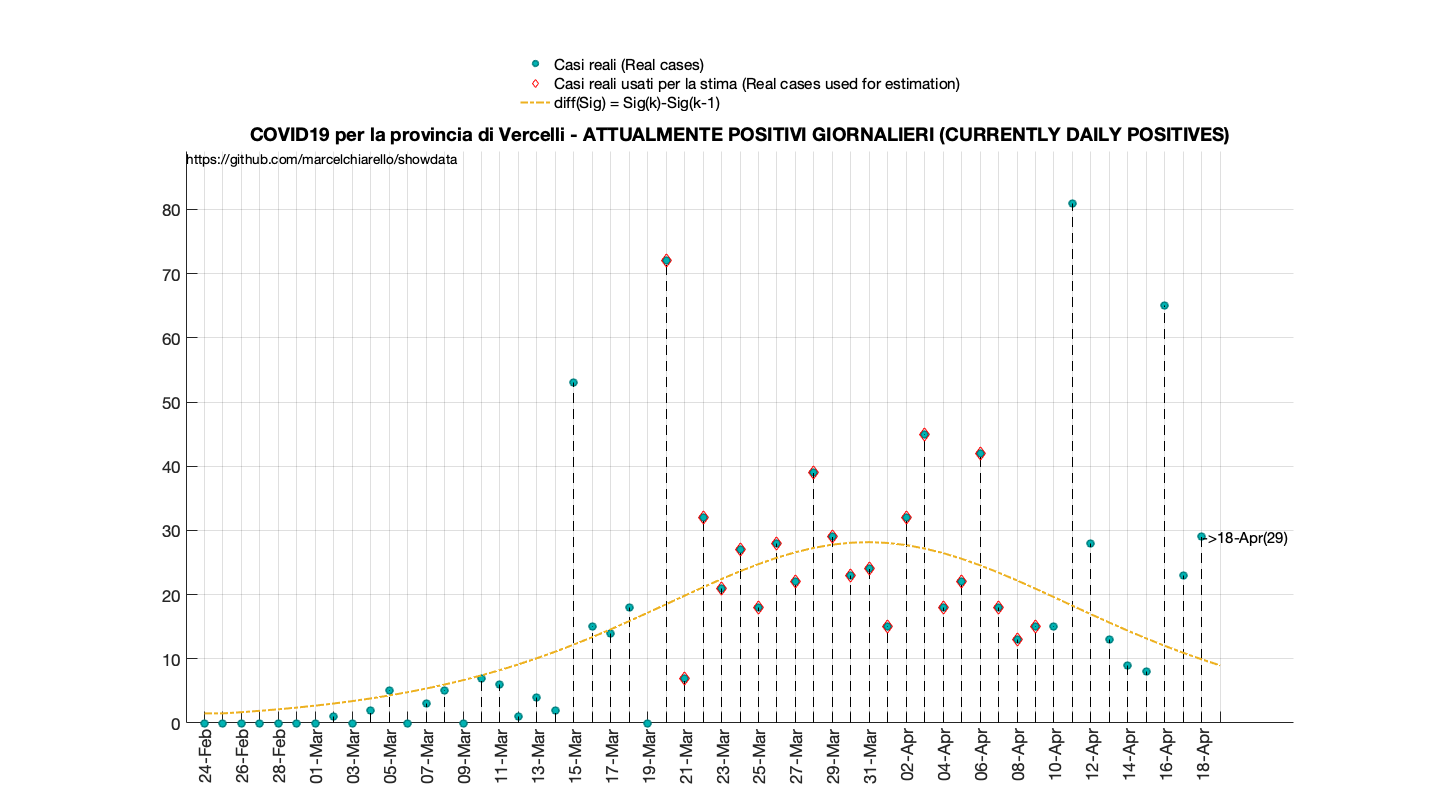 Casi reali (Real cases)
Casi reali usati per la stima (Real cases used for estimation)
diff(Sig) = Sig(k)-Sig(k-1)
COVID19 per la provincia di Vercelli - ATTUALMENTE POSITIVI GIORNALIERI (CURRENTLY DAILY POSITIVES)
https://github.com/marcelchiarello/showdata
80
70
60
50
40
30
20
10
0
->18-Apr(29)
24-Feb
26-Feb
28-Feb
01-Mar
03-Mar
05-Mar
07-Mar
09-Mar
11-Mar
13-Mar
15-Mar
17-Mar
19-Mar
21-Mar
23-Mar
25-Mar
27-Mar
29-Mar
31-Mar
02-Apr
04-Apr
06-Apr
08-Apr
10-Apr
12-Apr
14-Apr
16-Apr
18-Apr